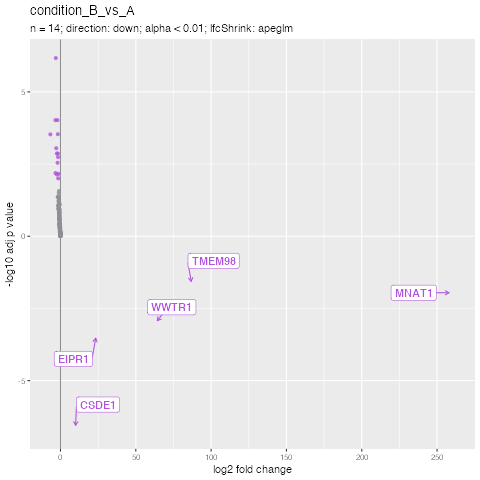 condition_B_vs_A
n = 14; direction: down; alpha < 0.01; lfcShrink: apeglm
5
0
-5
-log10 adj p value
TMEM98
MNAT1
WWTR1
EIPR1
CSDE1
0 50 100 150 200 250
log2 fold change